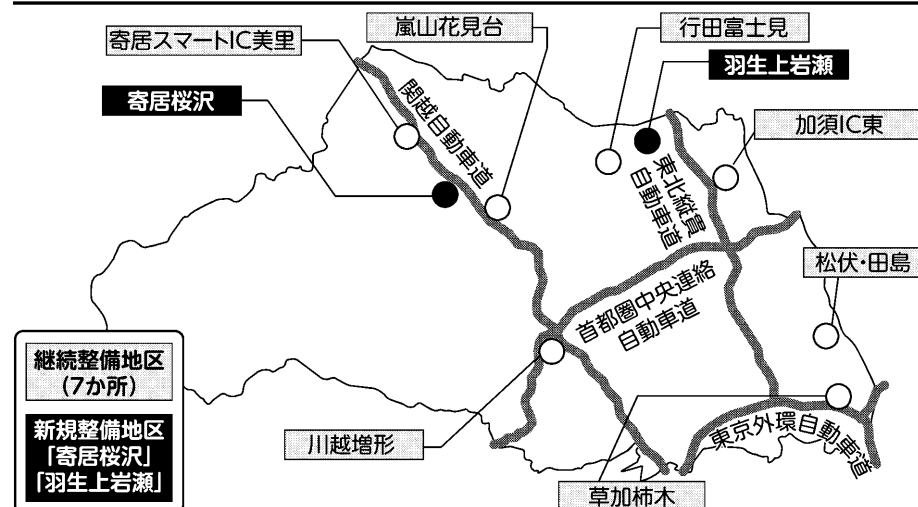 嵐山花見台
寄居スマートIC美里
行田富士見
羽生上岩瀬
寄居桜沢
関越自動車道
加須IC東
東北縦貫
自動車道
松伏・田島
首都圏中央連絡
自動車道
継続整備地区
(7か所)
新規整備地区
「寄居桜沢」
「羽生上岩瀬」
川越増形
東京外環自動車道
草加柿木